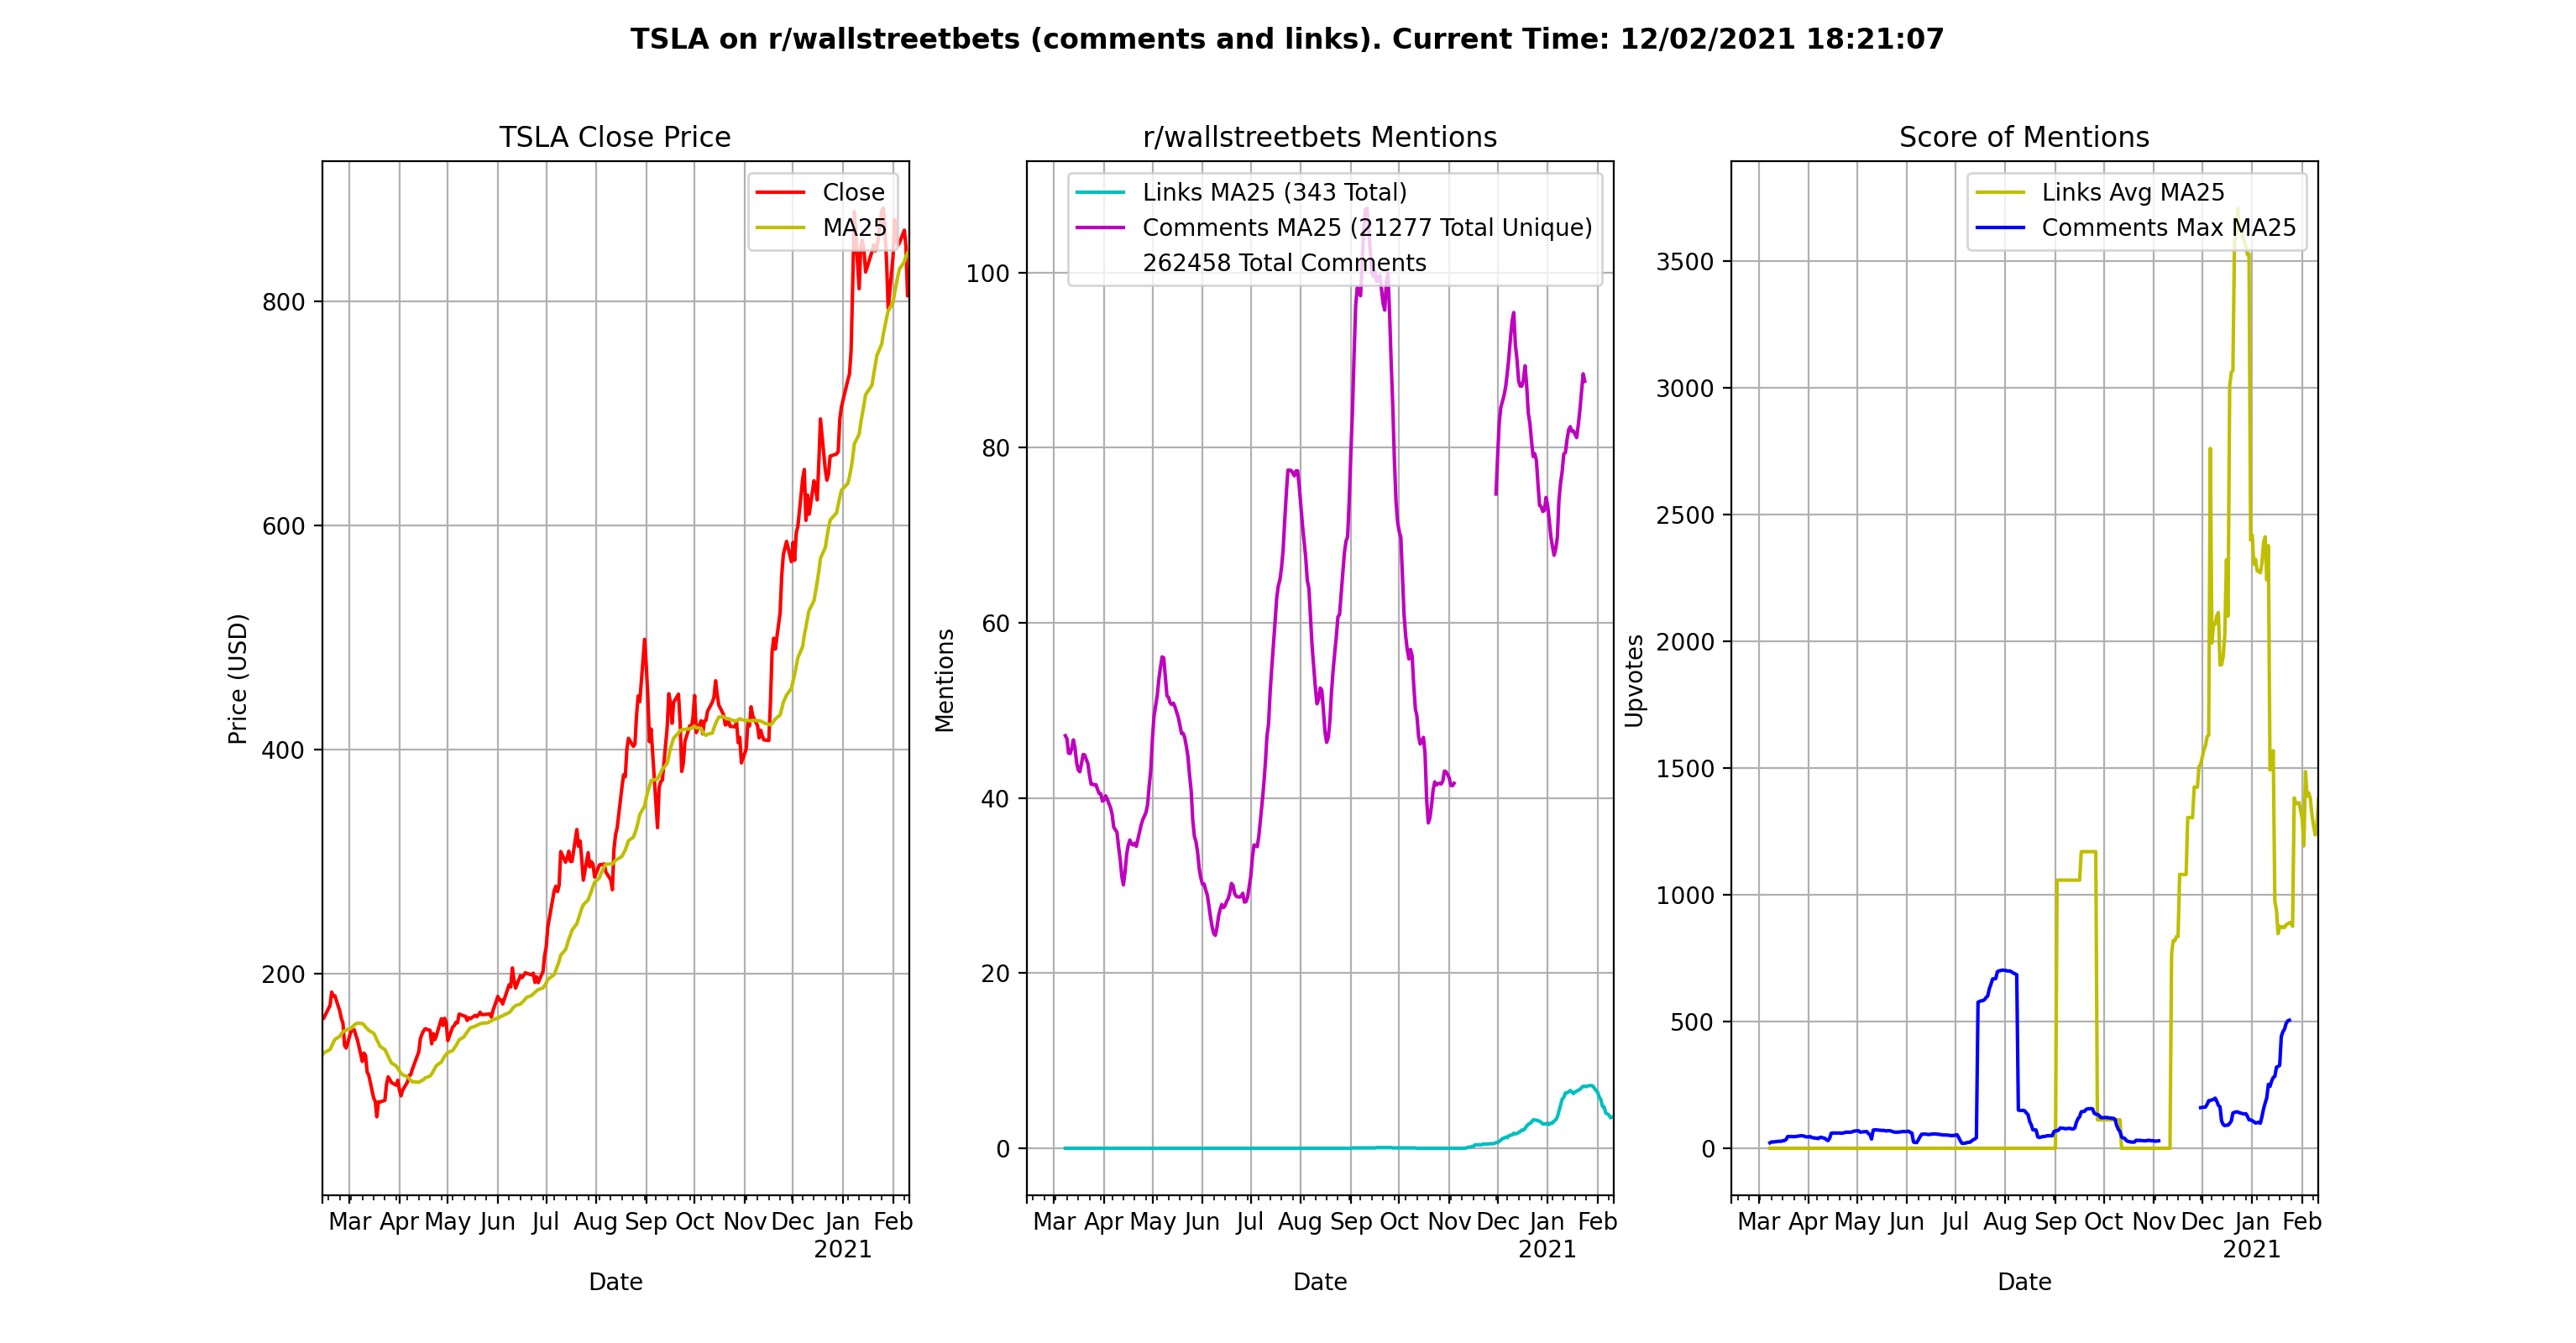 TSLA on r/wallstreetbets (comments and links). Current Time: 12/02/2021 18:21:07
TSLA Close Price
Close
MA25
Price (USD)
800
600
400
200
Mar Apr May Jun Jul Aug Sep Oct Nov Dec Jan Feb
2021
Date
r/wallstreetbets Mentions
Links MA25 (343 Total)
Comments MA25 (21277 Total Unique)
262458 Total Comments
Mentions
100
80
60
40
20
0
Mar Apr May Jun Jul Aug Sep Oct Nov Dec Jan Feb
2021
Date
Score of Mentions
Links Avg MA25
Comments Max MA25
Upvotes
3500
3000
2500
2000
1500
1000
500
0
Mar Apr May Jun Jul Aug Sep Oct Nov Dec Jan Feb
2021
Date